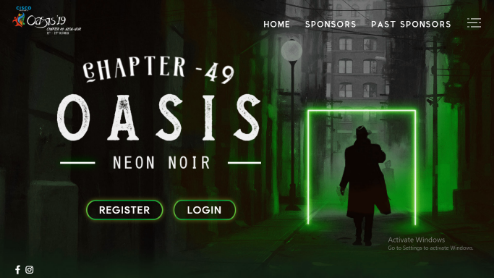 HOME SPONSORS PAST SPONSORS
Oasis'19
CHAPTER -49
OASIS
NEON NOIR
REGISTER LOGIN
Activate Windows
Go to Settings to activate Windows.